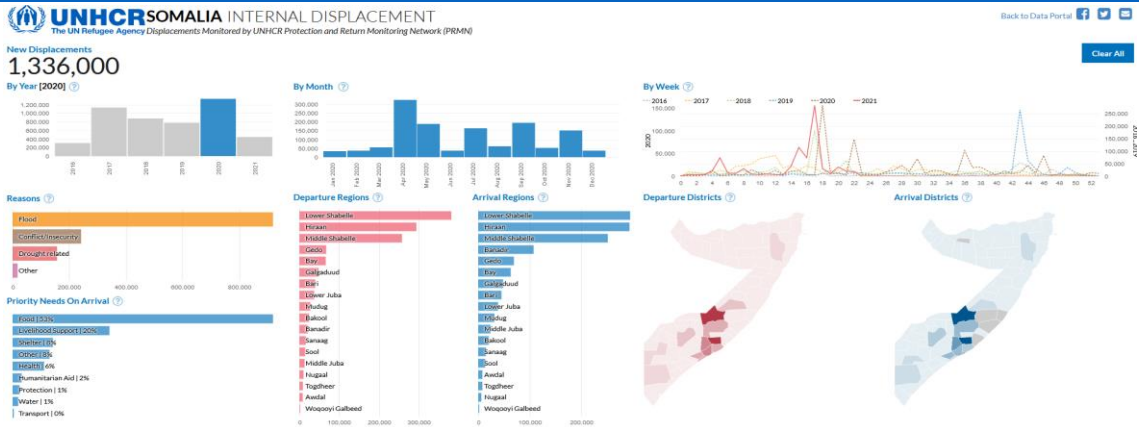 UNHCR SOMALIA INTERNAL DISPLACEMENT
The UN Refugee Agency Displacements Monitored by UNHCR Protection and Return Monitoring Network (PRMN)
Back to Data Portal
New Displacements
1,336,000
Clear All
By Year [2020] ?
1,200,000
1,000,000
800,000
600,000
400,000
200,000
0
2016
2017
2018
2019
2020
2021
By Month ?
300,000
250,000
200,000
150,000
100,000
50,000
0
Jan 2020
Feb 2020
Mar 2020
Apr 2020
May 2020
Jun 2020
Jul 2020
Aug 2020
Sep 2020
Oct 2020
Nov 2020
Dec 2020
By Week ?
2016 2017 2018 2019 2020 2021
150,000
100,000
50,000
0
2020
250,000
200,000
150,000
100,000
50,000
0
0 2 4 6 8 10 12 14 16 18 20 22 24 26 28 30 32 34 36 38 40 42 44 46 48 50 52
Reasons ?
Flood
Conflict/Insecurity
Drought related
Other
0 200,000 400,000 600,000 800,000
Priority Needs On Arrival ?
Food | 53%
Livelihood Support | 20%
Shelter | 8%
Other | 8%
Health | 6%
Humanitarian Aid | 2%
Protection | 1%
Water | 1%
Transport | 0%
Departure Regions ?
Lower Shabelle
Hiraan
Middle Shabelle
Gedo
Bay
Galgaduud
Bari
Lower Juba
Mudug
Bakool
Banadir
Sanaag
Sool
Middle Juba
Nugaal
Togdheer
Awdal
Woqooyi Galbeed
0 100,000 200,000 300,000
Arrival Regions ?
Lower Shabelle
Hiraan
Middle Shabelle
Banadir
Gedo
Bay
Galgaduud
Bari
Lower Juba
Mudug
Middle Juba
Bakool
Sanaag
Sool
Awdal
Togdheer
Nugaal
Woqooyi Galbeed
0 100,000 200,000
Departure Districts ?
Arrival Districts ?